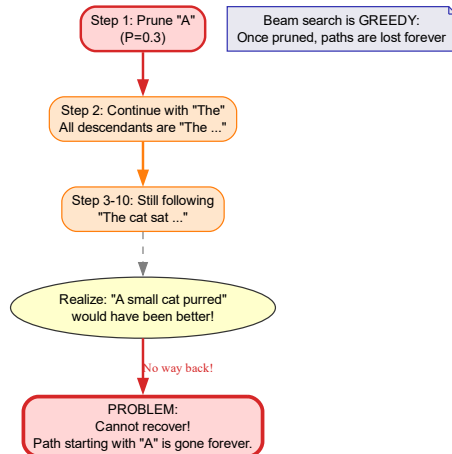 Step 1: Prune "A"
(P=0.3)
Beam search is GREEDY:
Once pruned, paths are lost forever
Step 2: Continue with "The"
All descendants are "The ..."
Step 3-10: Still following
"The cat sat ..."
Realize: "A small cat purred"
would have been better!
No way back!
PROBLEM:
Cannot recover!
Path starting with "A" is gone forever.